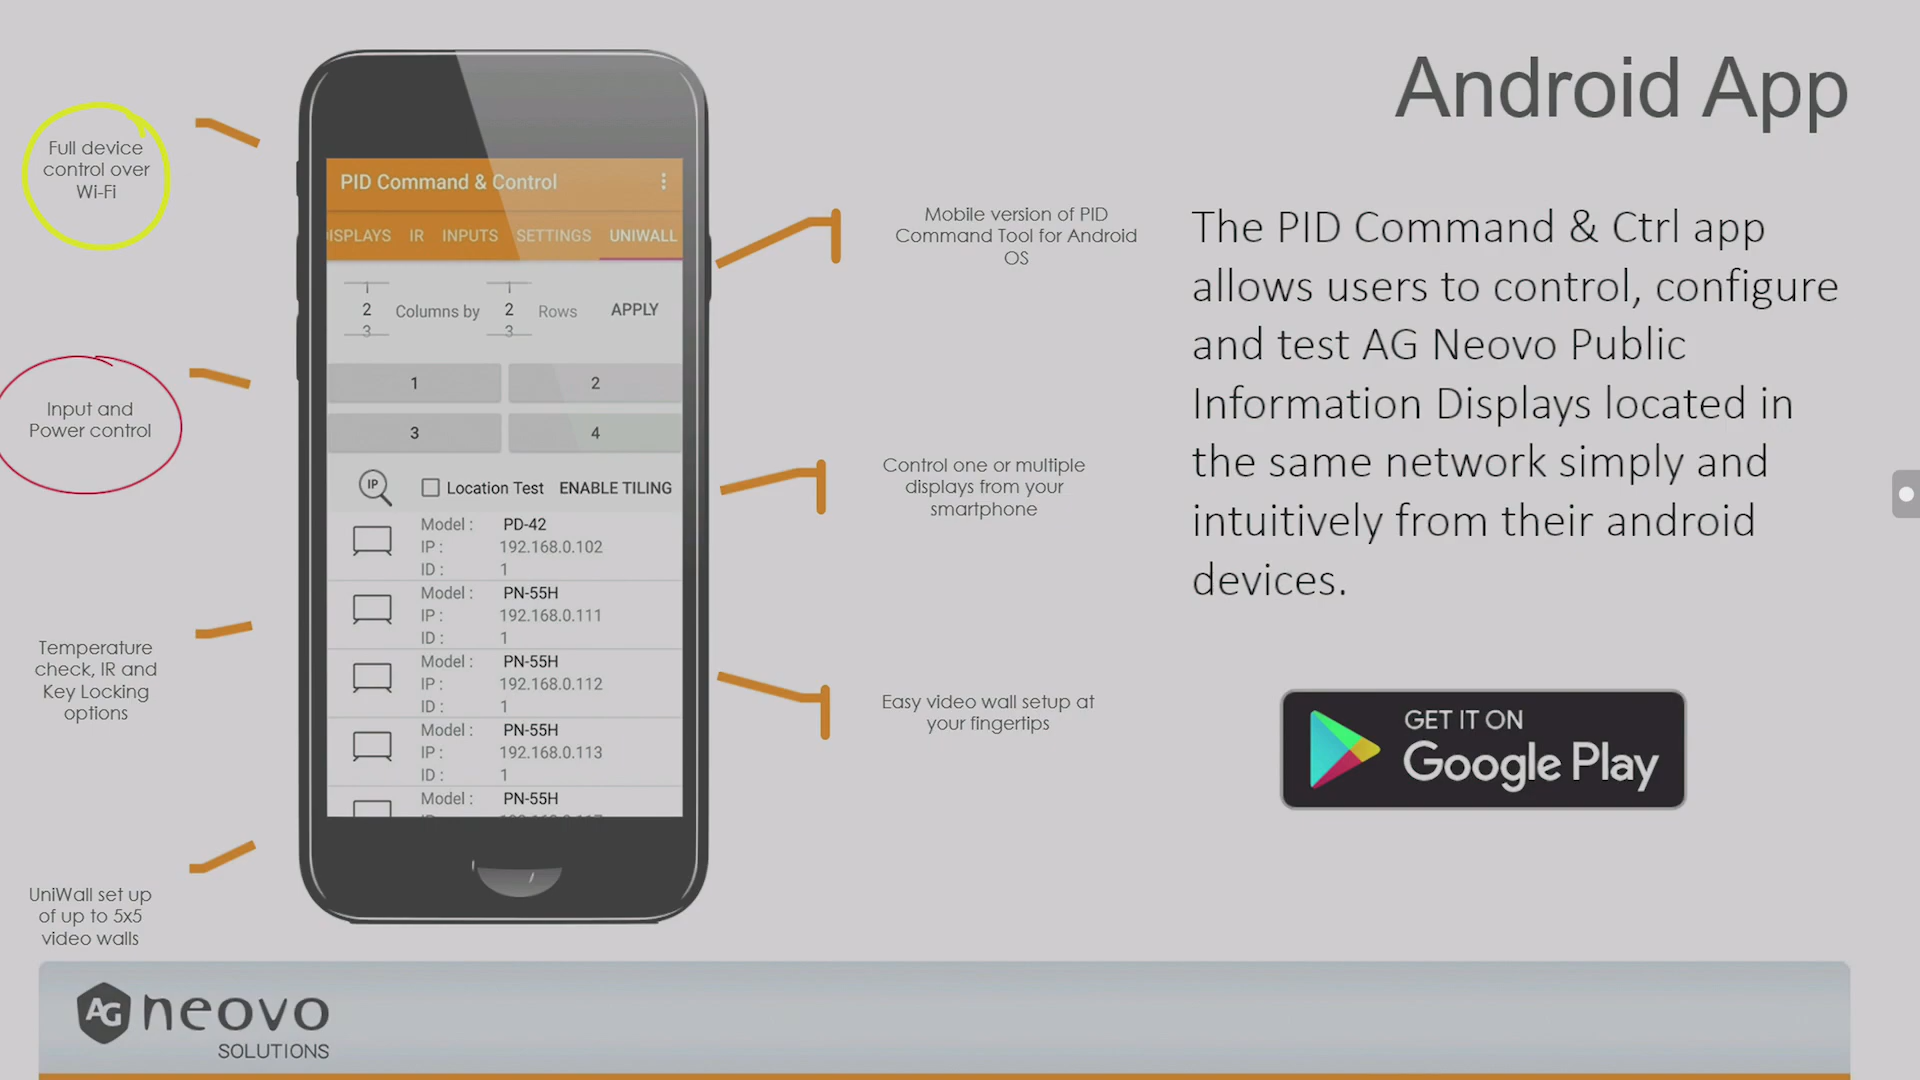 Android App
Full device
control over
Wi-Fi
Input and
Power control
Temperature
check, IR and
Key Locking
options
UniWall set up
of up to 5x5
video walls
PID Command & Control
ISPLAYS IR INPUTS SETTINGS UNIWALL
1 1
2 Columns by 2 Rows APPLY
3 3
1 2
3 4
IP Location Test ENABLE TILING
Model : PD-42
IP : 192.168.0.102
ID : 1
Model : PN-55H
IP : 192.168.0.111
ID : 1
Model : PN-55H
IP : 192.168.0.112
ID : 1
Model : PN-55H
IP : 192.168.0.113
ID : 1
Model : PN-55H
Mobile version of PID
Command Tool for Android
OS
Control one or multiple
displays from your
smartphone
Easy video wall setup at
your fingertips
The PID Command & Ctrl app
allows users to control, configure
and test AG Neovo Public
Information Displays located in
the same network simply and
intuitively from their android
devices.
GET IT ON
Google Play
AG neovo
SOLUTIONS